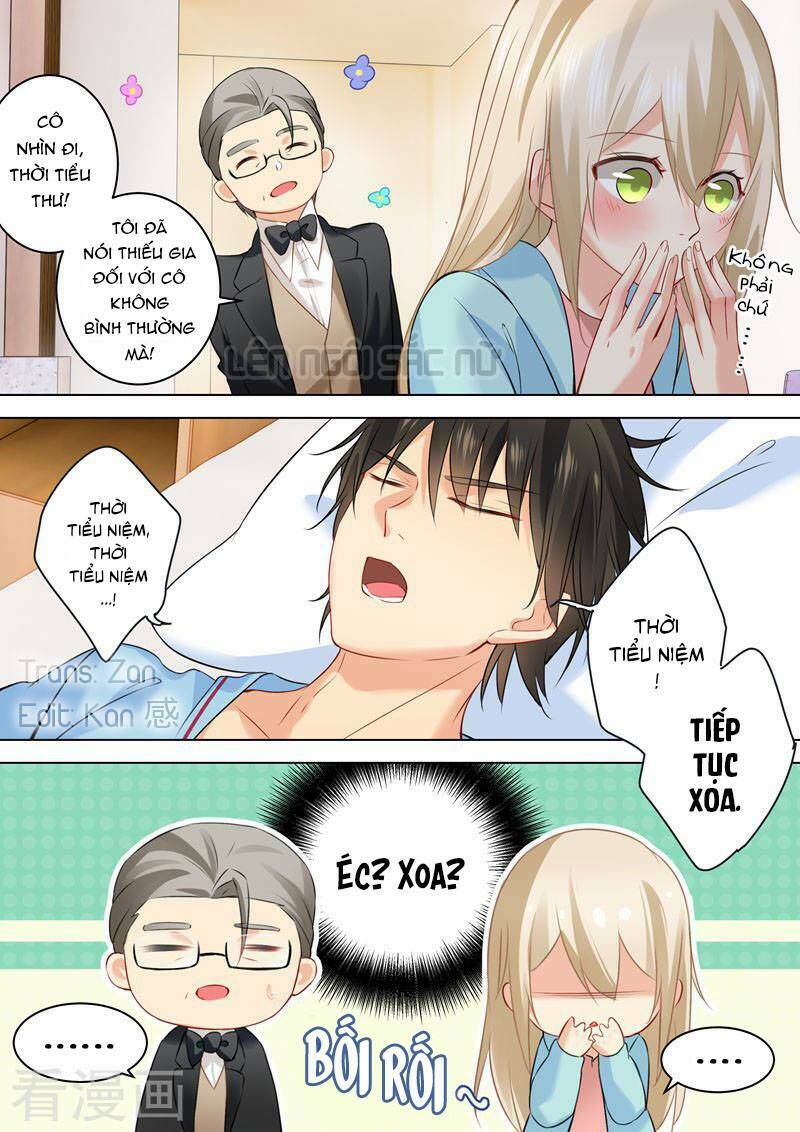 CÔ
NHÌN ĐI,
THỜI TIỂU
THƯ!
TÔI ĐÃ
NÓI THIẾU GIA
ĐỐI VỚI CÔ
KHÔNG
BÌNH THƯỜNG
MÀ!
Không
phải
chứ
......
LÊN NGÔI SẮC NỮ
THỜI
TIỂU NIỆM,
THỜI
TIỂU NIỆM
...!
Trans: Zan
Edit: Kan 感
THỜI
TIỂU NIỆM
!
TIẾP
TỤC
XOA.
ÉC? XOA?
......
BỐI RỐI ~
....
看漫画